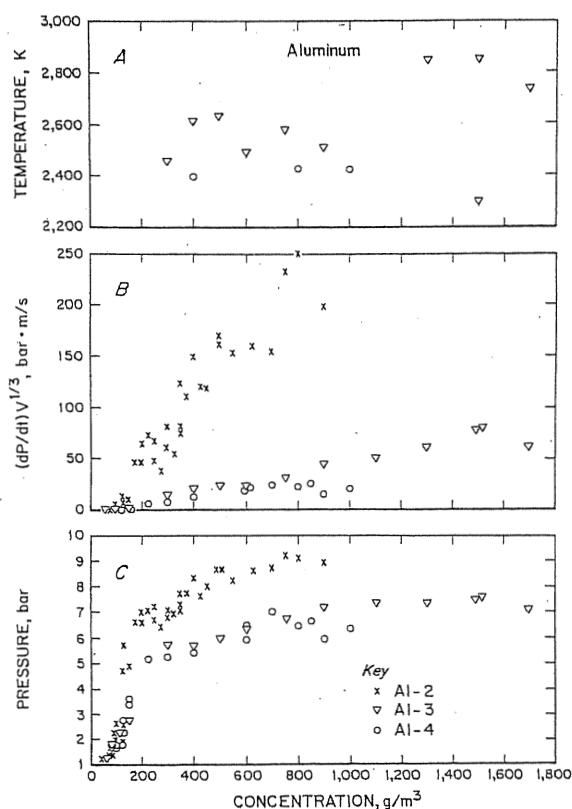 3,000
A
Aluminum
2,800
2,600
2,400
2,200
TEMPERATURE, K
250
B
200
150
100
50
0
(dP/dt)V^1/3, bar·m/s
10
C
9
8
7
6
5
4
3
2
1
PRESSURE, bar
Key
x Al-2
▽ Al-3
○ Al-4
0 200 400 600 800 1,000 1,200 1,400 1,600 1,800
CONCENTRATION, g/m³